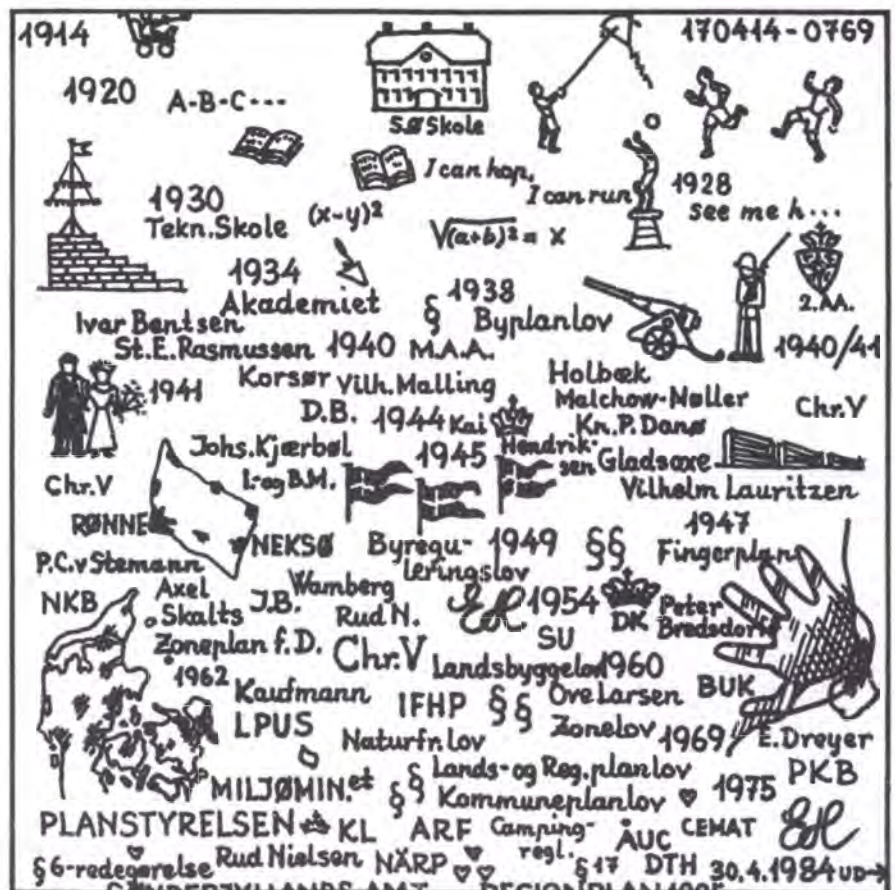 1914
170414-0769
1920
A-B-C---
SØ Skole
I can hop,
I can run
1928
see me h...
1930
Tekn. Skole
(x-y)²
√(a+b)² = x
1934
Akademiet
§
1938
Byplanlov
2. AA.
1940/41
Ivar Bentsen
St. E. Rasmussen
1940
M.A.A.
1941
Korsør
Vilh. Malling
Holbæk
Malchow-Nøller
Kn. P. Danø
Chr. V
D.B.
1944
Kai
Hendrik-
sen
Johs. Kjærbøl
1945
Gladsaxe
Chr. V
I.-og B.M.
Vilhelm Lauritzen
RØNNE
NEKSØ
Byregu-
leringslov
1949
§§
1947
Fingerplan
P.C.v Stemann
NKB
Axel
Skalts
J.B.
Wamberg
Rud N.
EH.
1954
DK
Peter
Bredsdorff
Zoneplan f. D.
Chr. V
SU
Landsbyggelov
1960
1962
Kaufmann
IFHP
§§
Ove Larsen
BUK
LPUS
Naturfr. lov
Zonelov
1969
E. Dreyer
MILJØMIN.et
§§
Lands- og Reg. planlov
Kommuneplanlov
1975
PKB
PLANSTYRELSEN
KL
ARF
Camping-
regl.
ÅUC
CEMAT
EH
§6-redegørelse
Rud Nielsen
NÄRP
§17
DTH
30.4.1984
UD→